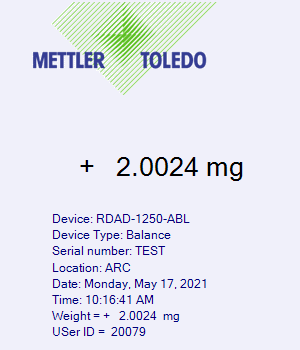 METTLER TOLEDO
+ 2.0024 mg
Device: RDAD-1250-ABL
Device Type: Balance
Serial number: TEST
Location: ARC
Date: Monday, May 17, 2021
Time: 10:16:41 AM
Weight = + 2.0024 mg
USer ID = 20079